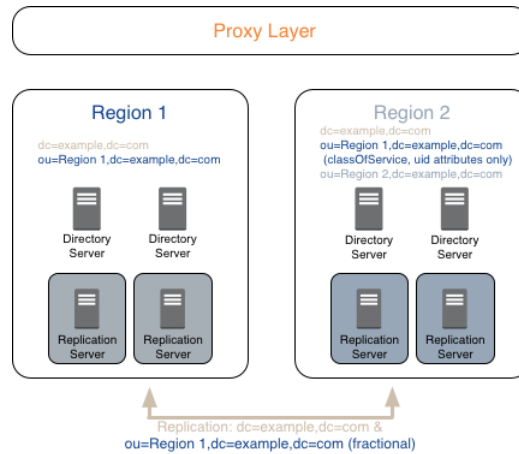 Proxy Layer
Region 1
dc=example,dc=com
ou=Region 1,dc=example,dc=com
Directory
Server
Directory
Server
Replication
Server
Replication
Server
Region 2
dc=example,dc=com
ou=Region 1,dc=example,dc=com
(classOfService, uid attributes only)
ou=Region 2,dc=example,dc=com
Directory
Server
Directory
Server
Replication
Server
Replication
Server
Replication: dc=example,dc=com &
ou=Region 1,dc=example,dc=com (fractional)